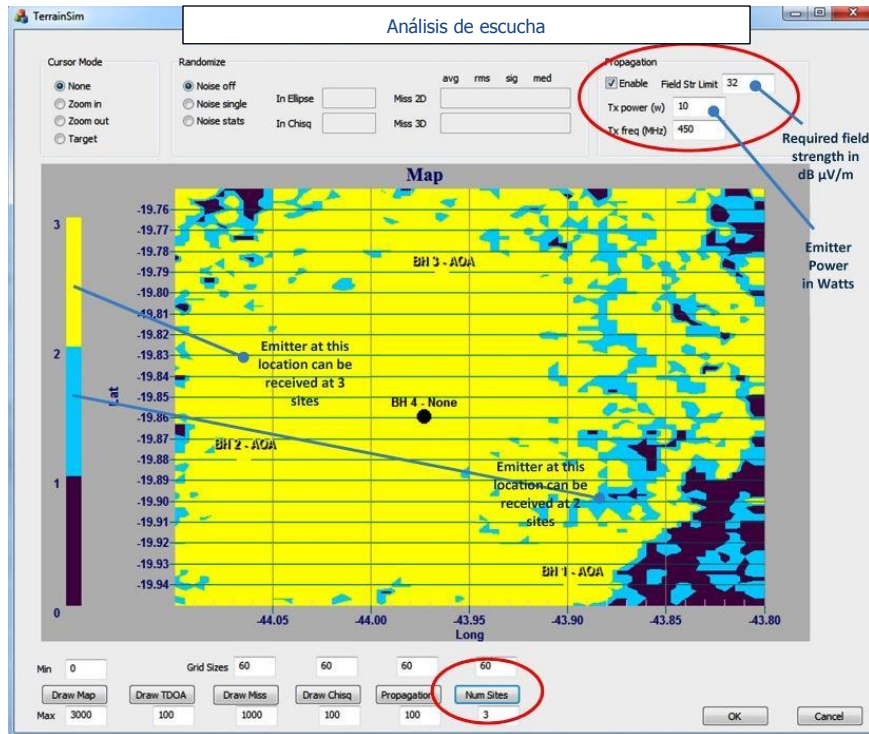 TerrainSim
Análisis de escucha
Cursor Mode
None
Zoom in
Zoom out
Target
Randomize
Noise off
Noise single
Noise stats
In Ellipse
In Chisq
avg rms sig med
Miss 2D
Miss 3D
Propagation
Enable
Field Str Limit 32
Tx power (w) 10
Tx freq (MHz) 450
Required field
strength in
dB µV/m
Emitter
Power
in Watts
Map
3
2
1
0
Lat
-19.76
-19.77
-19.78
-19.79
-19.80
-19.81
-19.82
-19.83
-19.84
-19.85
-19.86
-19.87
-19.88
-19.89
-19.90
-19.91
-19.92
-19.93
-19.94
BH 3 - AOA
Emitter at this
location can be
received at 3
sites
BH 4 - None
BH 2 - AOA
Emitter at this
location can be
received at 2
sites
BH 1 - AOA
-44.05 -44.00 -43.95 -43.90 -43.85 -43.80
Long
Min 0 Grid Sizes 60 60 60 60
Draw Map Draw TDOA Draw Miss Draw Chisq Propagation Num Sites
Max 3000 100 1000 100 100 3
OK Cancel